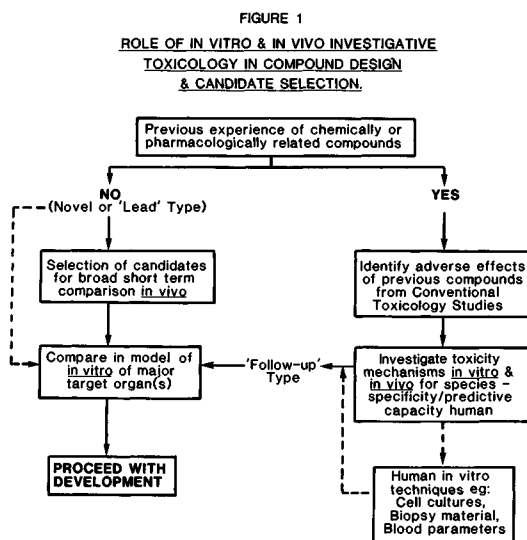 FIGURE 1
ROLE OF IN VITRO & IN VIVO INVESTIGATIVE
TOXICOLOGY IN COMPOUND DESIGN
& CANDIDATE SELECTION.
Previous experience of chemically or
pharmacologically related compounds
NO
(Novel or 'Lead' Type)
YES
Selection of candidates
for broad short term
comparison in vivo
Identify adverse effects
of previous compounds
from Conventional
Toxicology Studies
Compare in model of
in vitro of major
target organ(s)
'Follow-up'
Type
Investigate toxicity
mechanisms in vitro &
in vivo for species –
specificity/predictive
capacity human
PROCEED WITH
DEVELOPMENT
Human in vitro
techniques eg:
Cell cultures,
Biopsy material,
Blood parameters